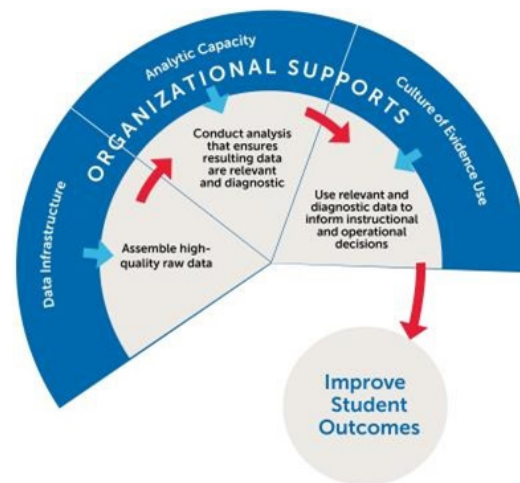 Data Infrastructure
Analytic Capacity
Culture of Evidence Use
ORGANIZATIONAL SUPPORTS
Assemble high-
quality raw data
Conduct analysis
that ensures
resulting data
are relevant
and diagnostic
Use relevant and
diagnostic data to
inform instructional
and operational
decisions
Improve
Student
Outcomes